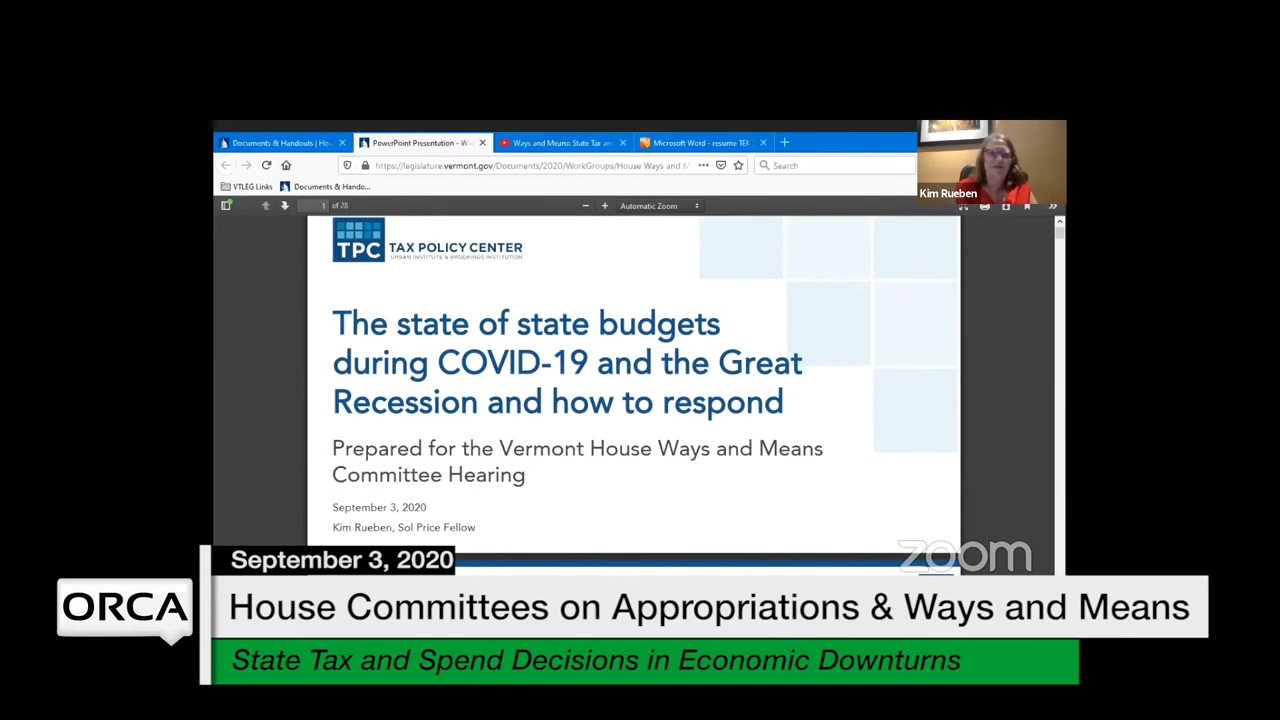 Documents & Handouts | Ho
PowerPoint Presentation - W
Ways and Means: State Tax an
Microsoft Word - resume TEM
https://legislature.vermont.gov/Documents/2020/WorkGroups/House Ways and M
Search
VTLEG Links
Documents & Hando...
1 of 28
Automatic Zoom
Kim Rueben
TPC TAX POLICY CENTER
URBAN INSTITUTE & BROOKINGS INSTITUTION
The state of state budgets
during COVID-19 and the Great
Recession and how to respond
Prepared for the Vermont House Ways and Means
Committee Hearing
September 3, 2020
Kim Rueben, Sol Price Fellow
zoom
September 3, 2020
ORCA
House Committees on Appropriations & Ways and Means
State Tax and Spend Decisions in Economic Downturns